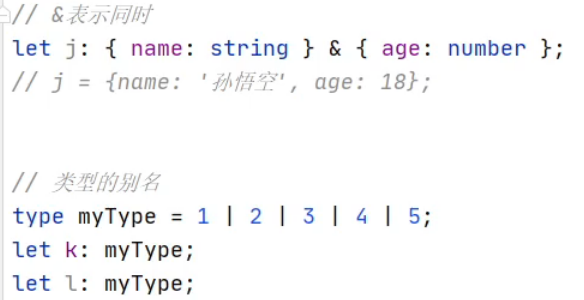 // &表示同时
let j: { name: string } & { age: number };
// j = {name: '孙悟空', age: 18};
// 类型的别名
type myType = 1 | 2 | 3 | 4 | 5;
let k: myType;
let l: myType;